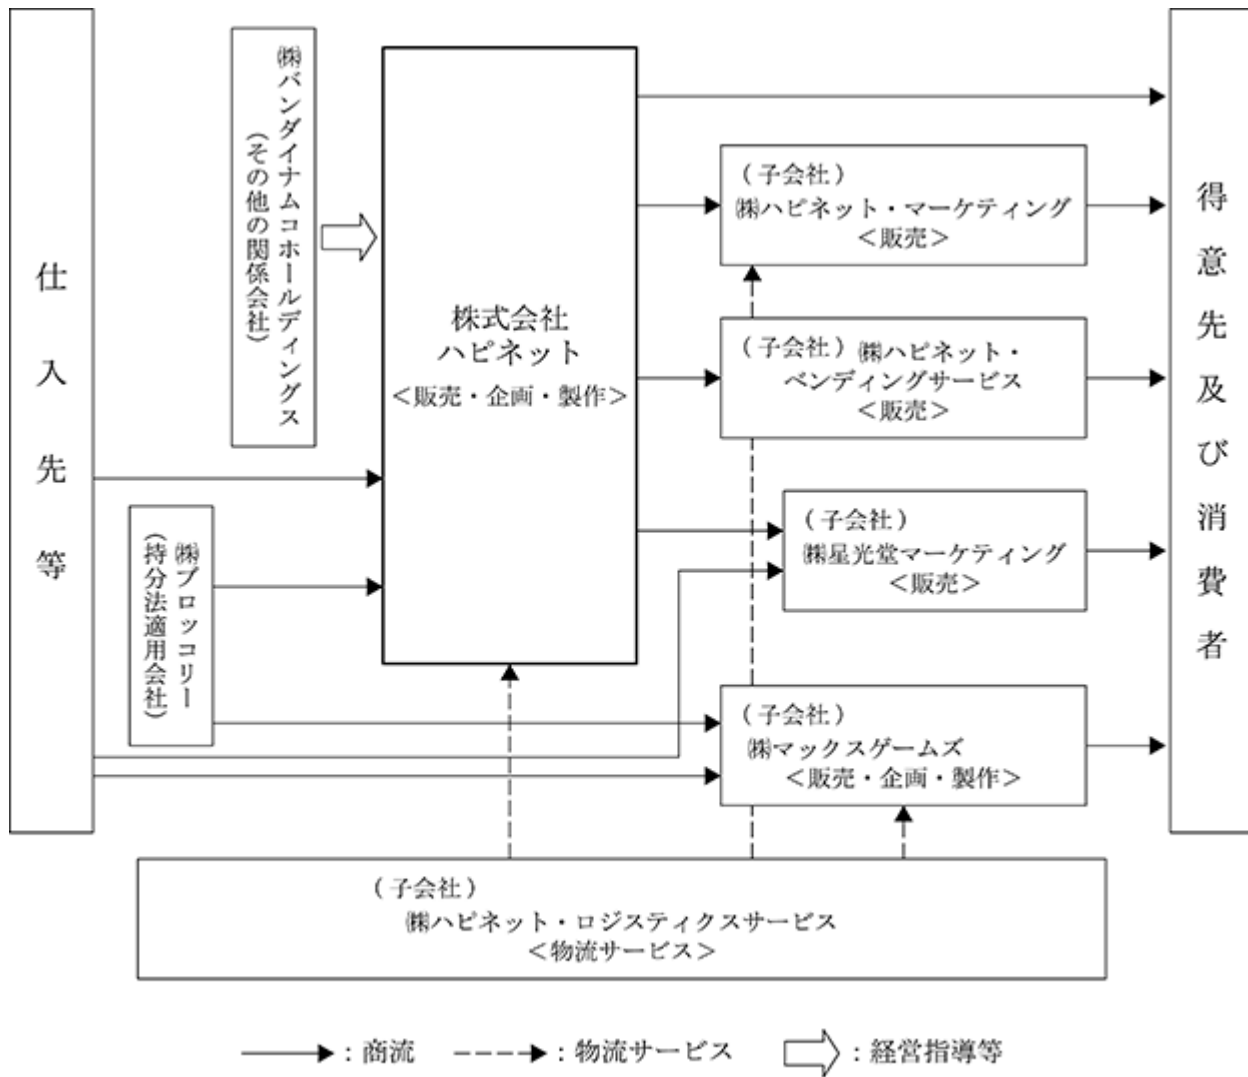 仕入先等
㈱バンダイナムコホールディングス
(その他の関係会社)
㈱ブロッコリー
(持分法適用会社)
株式会社
ハピネット
<販売・企画・製作>
(子会社)
㈱ハピネット・マーケティング
<販売>
(子会社)㈱ハピネット・
ベンディングサービス
<販売>
(子会社)
㈱星光堂マーケティング
<販売>
(子会社)
㈱マックスゲームズ
<販売・企画・製作>
得意先及び消費者
(子会社)
㈱ハピネット・ロジスティクスサービス
<物流サービス>
:商流 :物流サービス :経営指導等